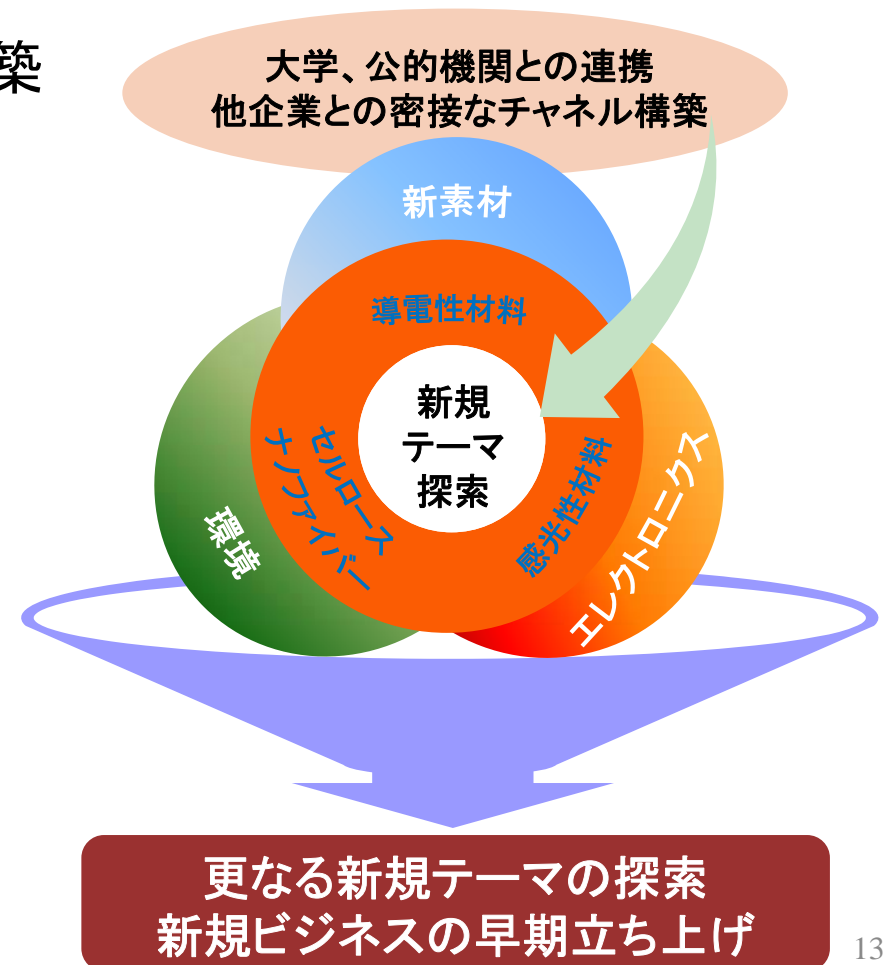 築
大学、公的機関との連携
他企業との密接なチャネル構築
新素材
導電性材料
新規
テーマ
探索
セルロース
ナノファイバー
感光性材料
環境
エレクトロニクス
更なる新規テーマの探索
新規ビジネスの早期立ち上げ
13